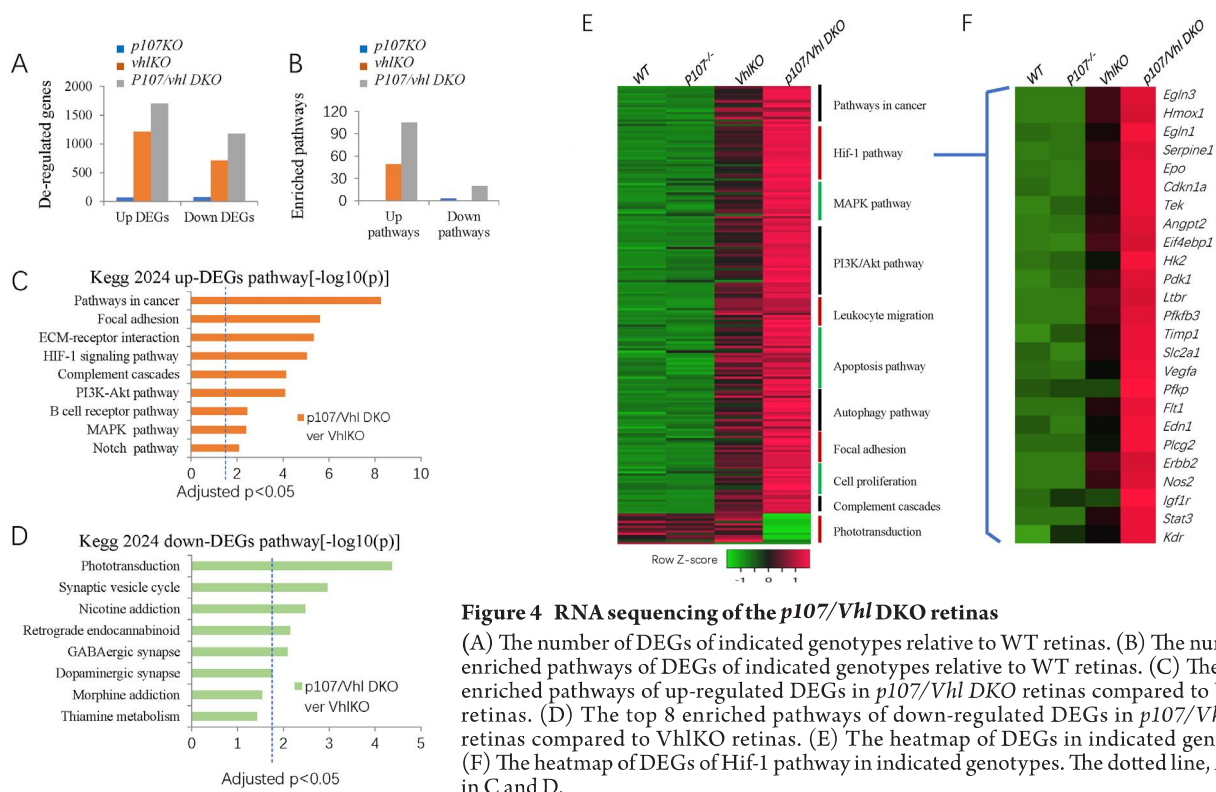 A
p107KO
vhlKO
P107/vhl DKO
De-regulated genes
2000
1500
1000
500
0
Up DEGs Down DEGs
B
p107KO
vhlKO
P107/vhl DKO
Enriched pathways
120
90
60
30
0
Up pathways
Down pathways
C
Kegg 2024 up-DEGs pathway[-log10(p)]
Pathways in cancer
Focal adhesion
ECM-receptor interaction
HIF-1 signaling pathway
Complement cascades
PI3K-Akt pathway
B cell receptor pathway
MAPK pathway
Notch pathway
p107/Vhl DKO
ver VhlKO
0 2 4 6 8 10
Adjusted p<0.05
D
Kegg 2024 down-DEGs pathway[-log10(p)]
Phototransduction
Synaptic vesicle cycle
Nicotine addiction
Retrograde endocannabinoid
GABAergic synapse
Dopaminergic synapse
Morphine addiction
Thiamine metabolism
p107/Vhl DKO
ver VhlKO
0 1 2 3 4 5
Adjusted p<0.05
E
WT P107-/- VhlKO p107/Vhl DKO
Pathways in cancer
Hif-1 pathway
MAPK pathway
PI3K/Akt pathway
Leukocyte migration
Apoptosis pathway
Autophagy pathway
Focal adhesion
Cell proliferation
Complement cascades
Phototransduction
Row Z-score
-1 0 1
F
WT P107-/- VhlKO p107/Vhl DKO
Egln3
Hmox1
Egln1
Serpine1
Epo
Cdkn1a
Tek
Angpt2
Eif4ebp1
Hk2
Pdk1
Ltbr
Pfkfb3
Timp1
Slc2a1
Vegfa
Pfkp
Flt1
Edn1
Plcg2
Erbb2
Nos2
Igf1r
Stat3
Kdr
Figure 4 RNA sequencing of the p107/Vhl DKO retinas
(A) The number of DEGs of indicated genotypes relative to WT retinas. (B) The
enriched pathways of DEGs of indicated genotypes relative to WT retinas. (C) The
enriched pathways of up-regulated DEGs in p107/Vhl DKO retinas compared to
retinas. (D) The top 8 enriched pathways of down-regulated DEGs in
retinas compared to VhlKO retinas. (E) The heatmap of DEGs in indicated
(F) The heatmap of DEGs of Hif-1 pathway in indicated genotypes. The dotted line,
in C and D.